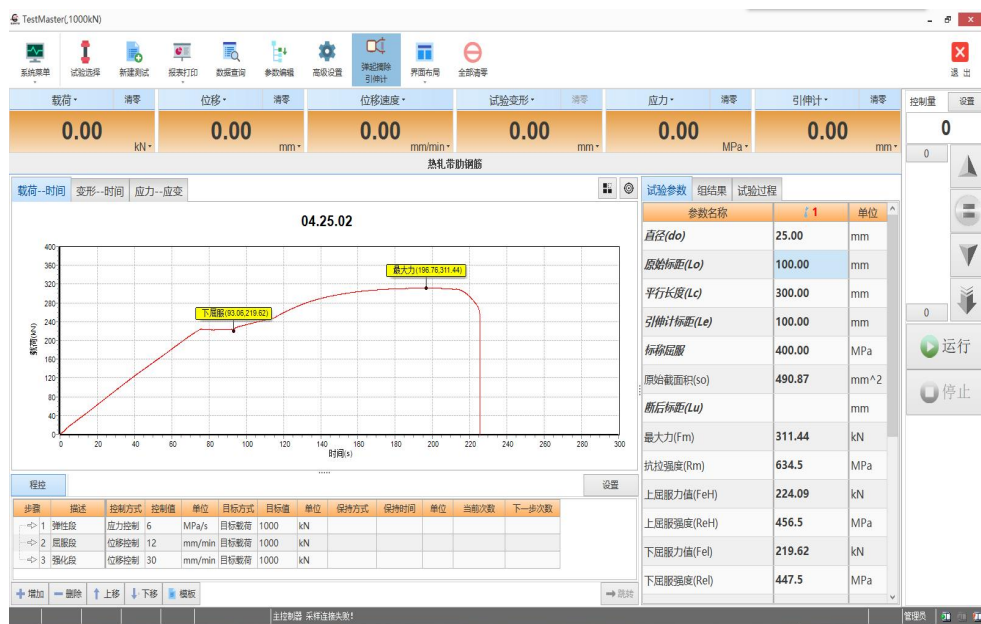 TestMaster(,1000kN)
系统菜单 试验选择 新建测试 报表打印 数据查询 参数编辑 高级设置 弹起摘除引伸计 界面布局 全部清零 退 出
载荷 清零 位移 清零 位移速度 试验变形 清零 应力 清零 引伸计 清零 控制量 设置
0.00 kN 0.00 mm 0.00 mm/min 0.00 mm 0.00 MPa 0.00 mm 0
热轧带肋钢筋
0
载荷--时间 变形--时间 应力--应变
04.25.02
最大力(196.76,311.44)
下屈服(93.06,219.62)
载荷(kN)
400
360
320
280
240
200
160
120
80
40
0
0 20 40 60 80 100 120 140 160 180 200 220 240 260 280 300
时间(s)
试验参数 组结果 试验过程
参数名称 1 单位
直径(do) 25.00 mm
原始标距(Lo) 100.00 mm
平行长度(Lc) 300.00 mm
引伸计标距(Le) 100.00 mm
标称屈服 400.00 MPa
原始截面积(so) 490.87 mm^2
断后标距(Lu) mm
最大力(Fm) 311.44 kN
抗拉强度(Rm) 634.5 MPa
上屈服力值(FeH) 224.09 kN
上屈服强度(ReH) 456.5 MPa
下屈服力值(Fel) 219.62 kN
下屈服强度(Rel) 447.5 MPa
0
运行
停止
程控 设置
步骤 描述 控制方式 控制值 单位 目标方式 目标值 单位 保持方式 保持时间 单位 当前次数 下一步次数
1 弹性段 应力控制 6 MPa/s 目标载荷 1000 kN
2 屈服段 位移控制 12 mm/min 目标载荷 1000 kN
3 强化段 位移控制 30 mm/min 目标载荷 1000 kN
增加 删除 上移 下移 模板 跳转
主控制器 采样连接失败! 管理员